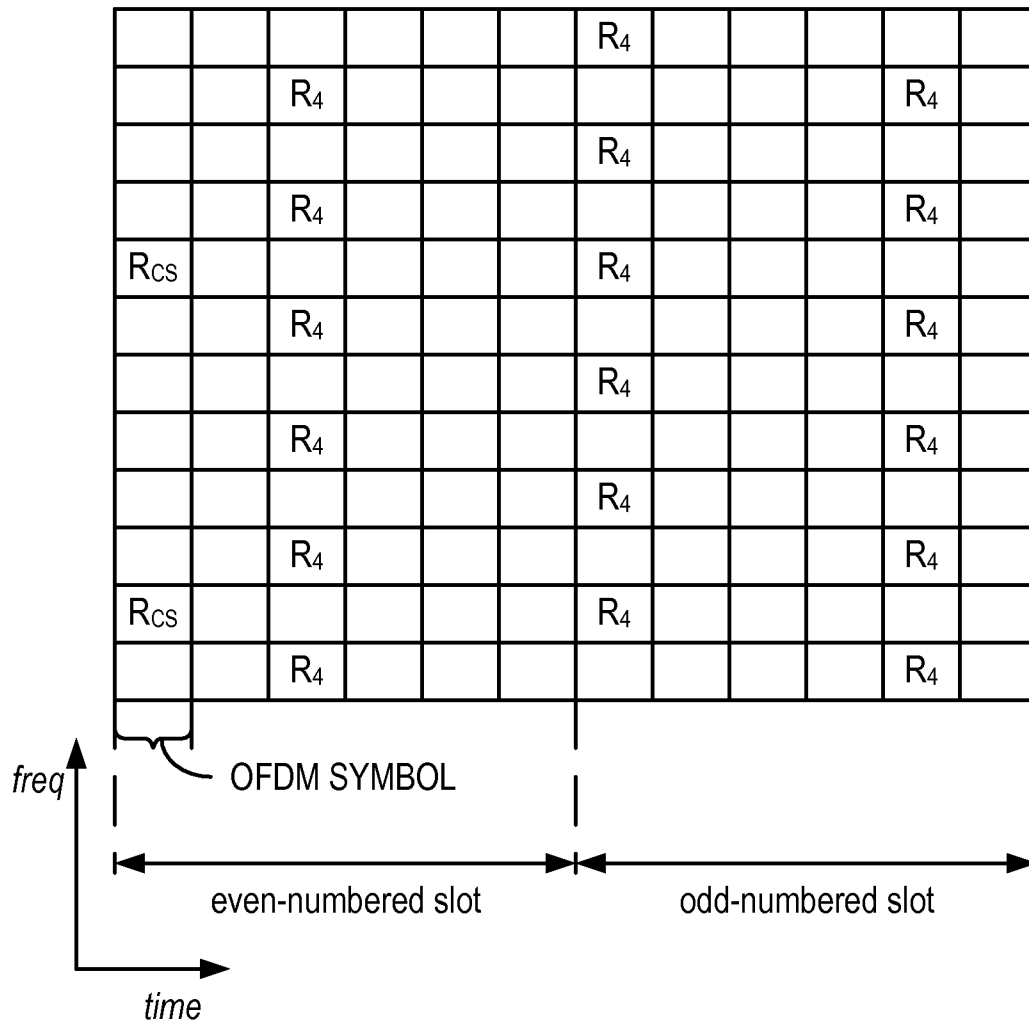 R4
R4 R4
R4
R4 R4
RCS R4
R4 R4
R4
R4 R4
R4
R4 R4
RCS R4
R4 R4
freq
OFDM SYMBOL
even-numbered slot odd-numbered slot
time